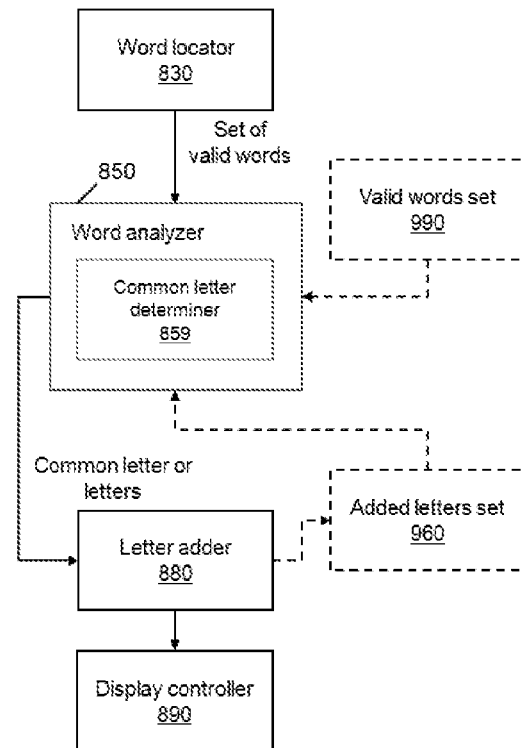 Word locator
830
Set of
valid words
850
Valid words set
990
Word analyzer
Common letter
determiner
859
Common letter or
letters
Added letters set
960
Letter adder
880
Display controller
890